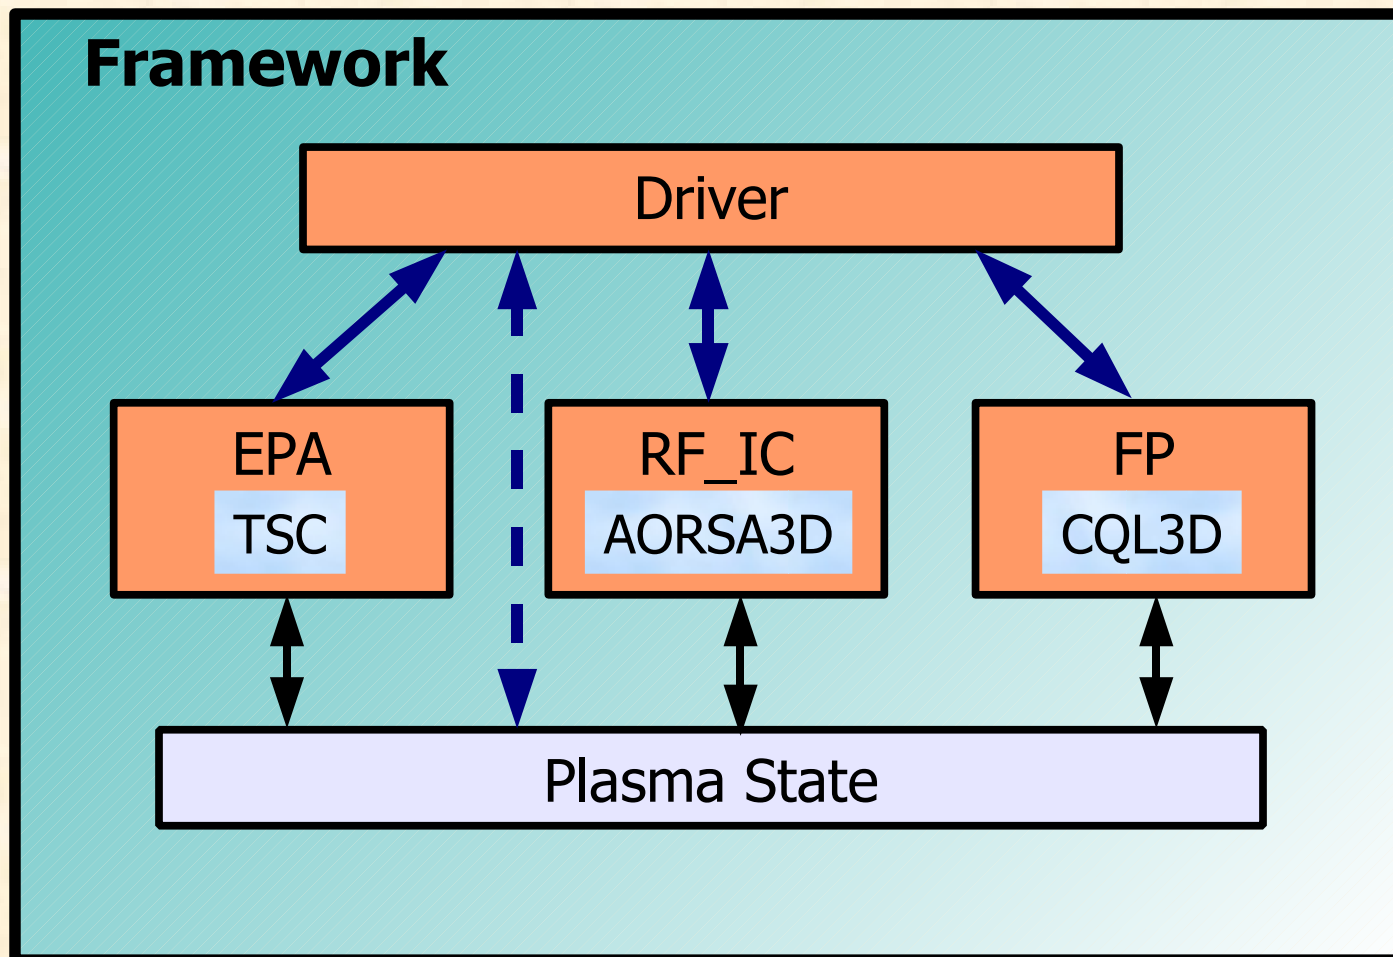 Framework
Driver
EPA
TSC
RF_IC
AORSA3D
FP
CQL3D
Plasma State